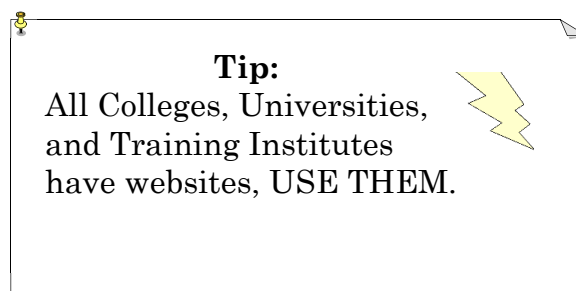 Tip:
All Colleges, Universities,
and Training Institutes
have websites, USE THEM.